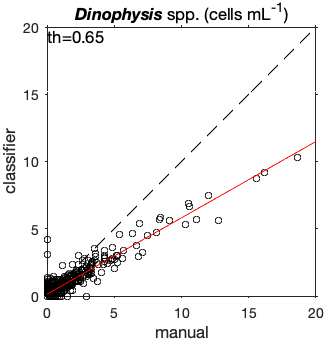 Dinophysis spp. (cells mL-1)
th=0.65
20
15
10
5
0
classifier
0 5 10 15 20
manual